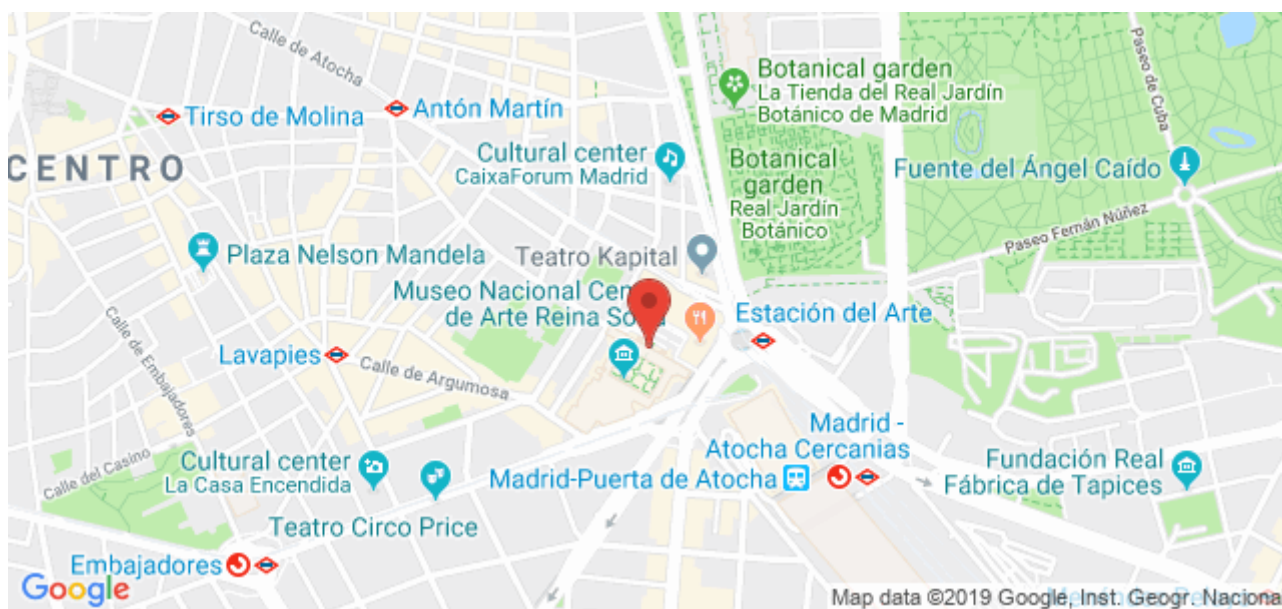 Calle de Atocha
Paseo de Cuba
Botanical garden
La Tienda del Real Jardín
Botánico de Madrid
Antón Martín
Tirso de Molina
CENTRO
Cultural center
CaixaForum Madrid
Botanical
garden
Real Jardín
Botánico
Fuente del Ángel Caído
Paseo Fernán Núñez
Plaza Nelson Mandela
Teatro Kapital
Museo Nacional Cen
de Arte Reina So
Estación del Arte
Calle de Embajadores
Lavapies
Calle de Argumosa
Madrid -
Atocha Cercanias
Calle del Casino
Cultural center
La Casa Encendida
Madrid-Puerta de Atocha
Fundación Real
Fábrica de Tapices
Teatro Circo Price
Embajadores
Google
Map data ©2019 Google, Inst. Geogr. Naciona